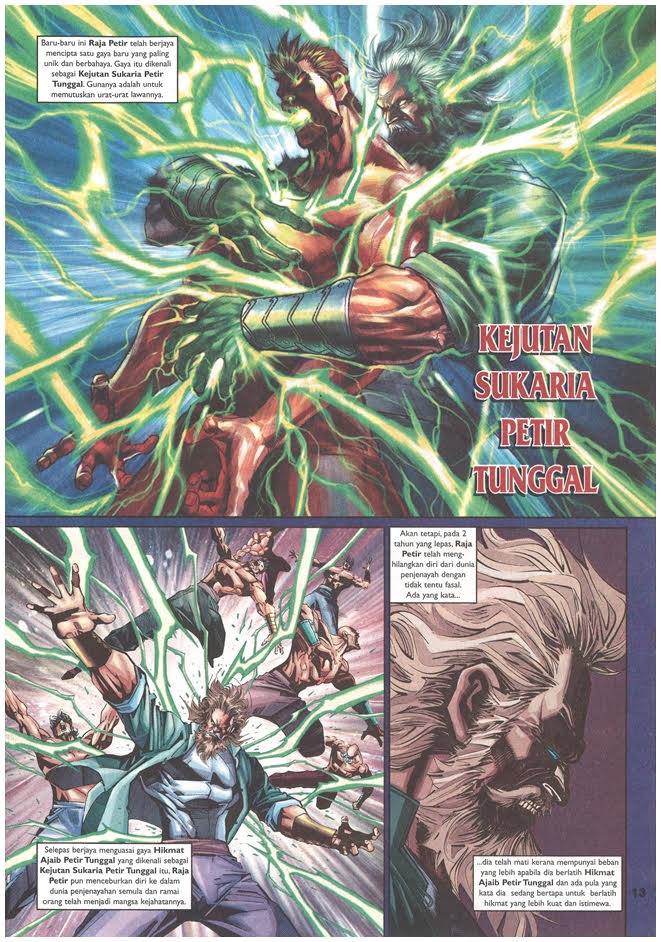 Baru-baru ini Raja Petir telah berjaya
mencipta satu gaya baru yang paling
unik dan berbahaya. Gaya itu dikenali
sebagai Kejutan Sukaria Petir
Tunggal. Gunanya adalah untuk
memutuskan urat-urat lawannya.
KEJUTAN
SUKARIA
PETIR
TUNGGAL
Selepas berjaya menguasai gaya Hikmat
Ajaib Petir Tunggal yang dikenali sebagai
Kejutan Sukaria Petir Tunggal itu, Raja
Petir pun menceburkan diri ke dalam
dunia penjenayahan semula dan ramai
orang telah menjadi mangsa kejahatannya.
Akan tetapi, pada 2
tahun yang lepas, Raja
Petir telah meng-
hilangkan diri dari dunia
penjenayah dengan
tidak tentu fasal.
Ada yang kata...
...dia telah mati kerana mempunyai beban
yang lebih apabila dia berlatih Hikmat
Ajaib Petir Tunggal dan ada pula yang
kata dia sedang bertapa untuk berlatih
hikmat yang lebih kuat dan istimewa.
13